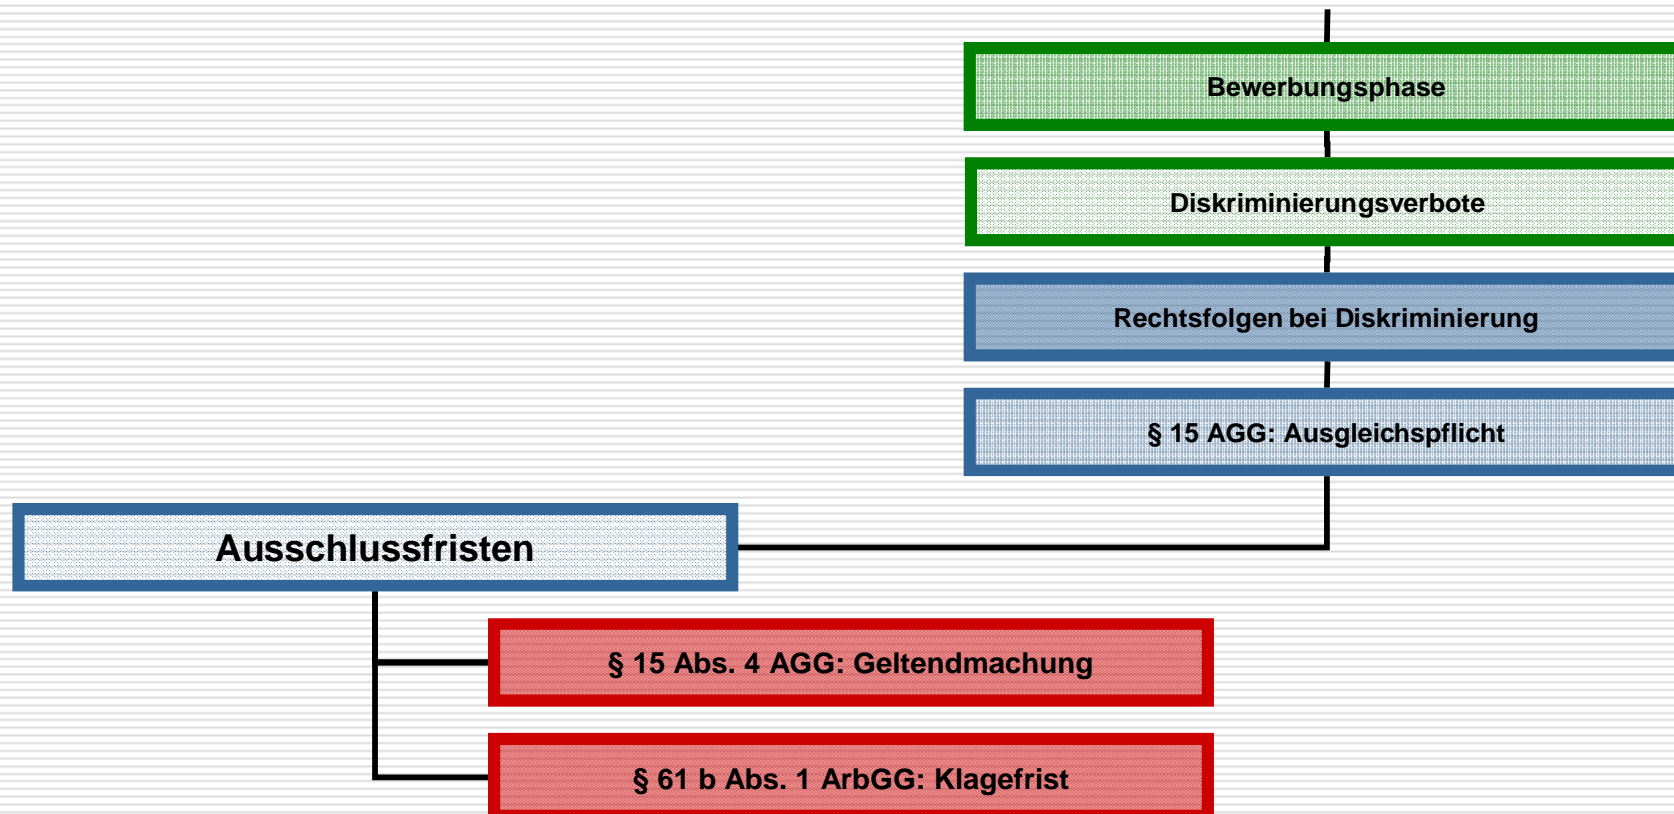 Bewerbungsphase
Diskriminierungsverbote
Rechtsfolgen bei Diskriminierung
§ 15 AGG: Ausgleichspflicht
Ausschlussfristen
§ 15 Abs. 4 AGG: Geltendmachung
§ 61 b Abs. 1 ArbGG: Klagefrist